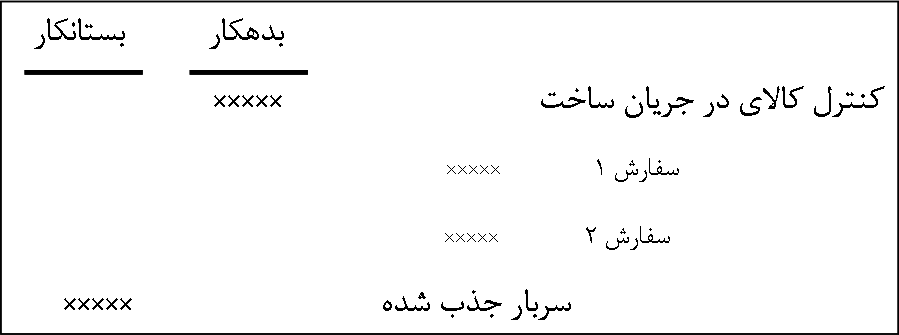 بدهکار بستانکار
کنترل کالای در جریان ساخت ×××××
سفارش ۱ ×××××
سفارش ۲ ×××××
سربار جذب شده ×××××